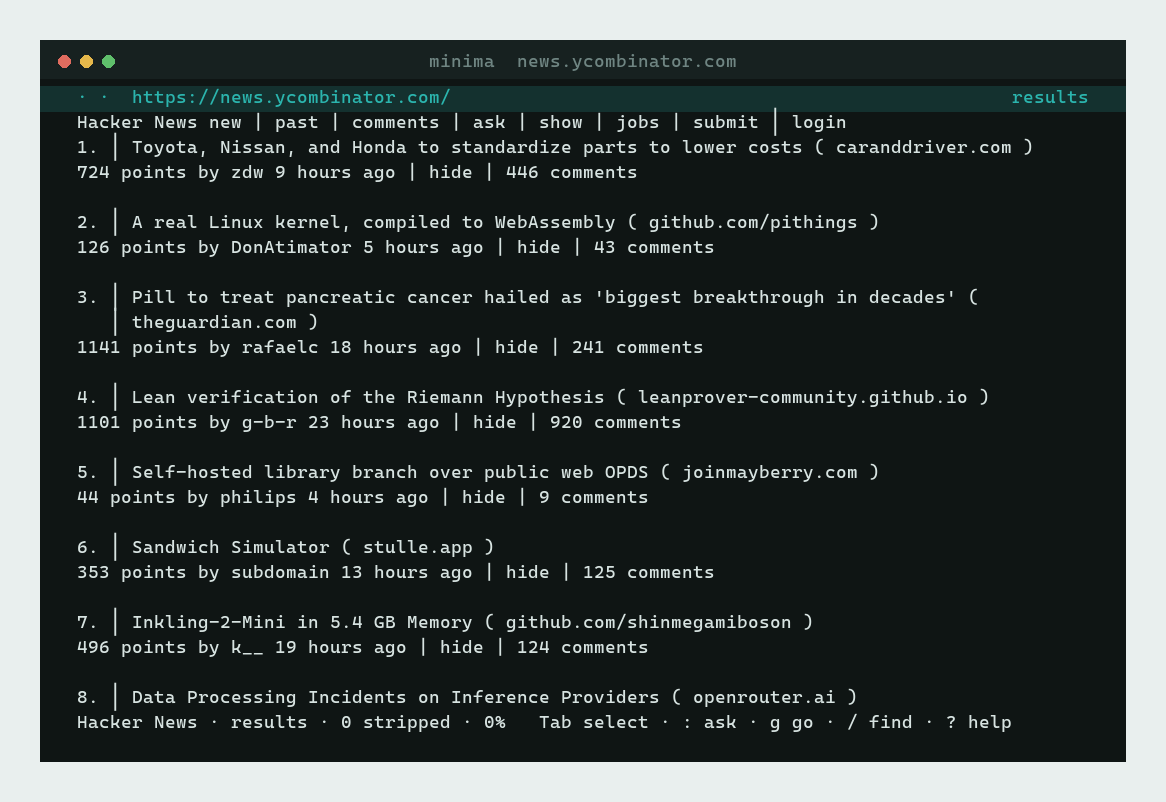 minima  news.ycombinator.com
· ·  https://news.ycombinator.com/ results
Hacker News new | past | comments | ask | show | jobs | submit │ login
1. │ Toyota, Nissan, and Honda to standardize parts to lower costs ( caranddriver.com )
724 points by zdw 9 hours ago | hide | 446 comments
2. │ A real Linux kernel, compiled to WebAssembly ( github.com/pithings )
126 points by DonAtimator 5 hours ago | hide | 43 comments
3. │ Pill to treat pancreatic cancer hailed as 'biggest breakthrough in decades' (
│ theguardian.com )
1141 points by rafaelc 18 hours ago | hide | 241 comments
4. │ Lean verification of the Riemann Hypothesis ( leanprover-community.github.io )
1101 points by g-b-r 23 hours ago | hide | 920 comments
5. │ Self-hosted library branch over public web OPDS ( joinmayberry.com )
44 points by philips 4 hours ago | hide | 9 comments
6. │ Sandwich Simulator ( stulle.app )
353 points by subdomain 13 hours ago | hide | 125 comments
7. │ Inkling-2-Mini in 5.4 GB Memory ( github.com/shinmegamiboson )
496 points by k__ 19 hours ago | hide | 124 comments
8. │ Data Processing Incidents on Inference Providers ( openrouter.ai )
Hacker News · results · 0 stripped · 0%   Tab select · : ask · g go · / find · ? help